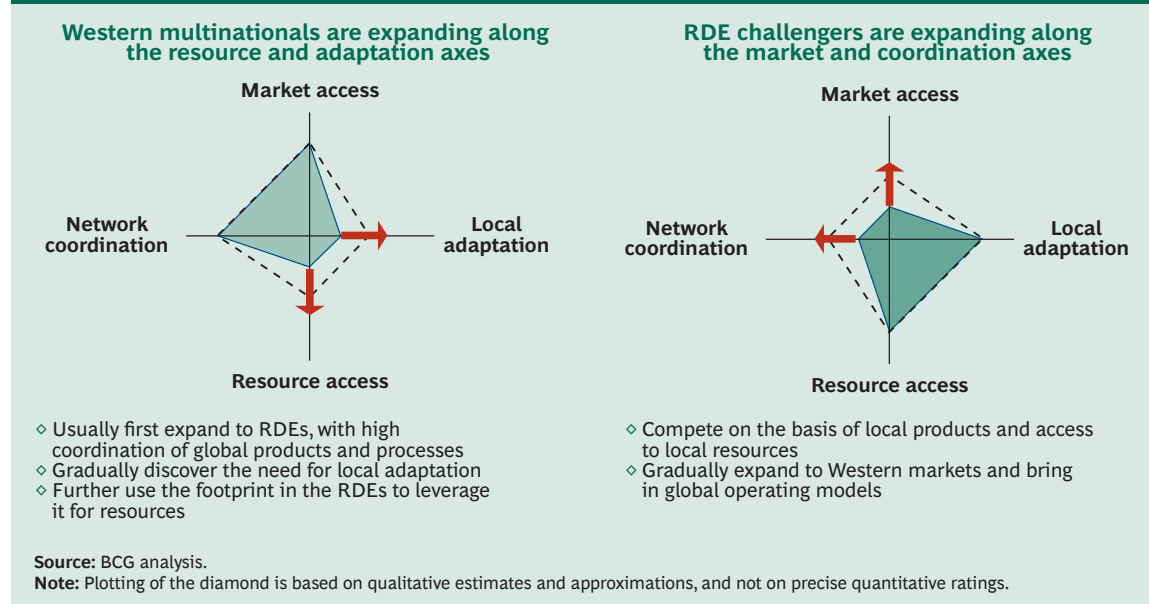 Western multinationals are expanding along
the resource and adaptation axes
Market access
Network
coordination
Local
adaptation
Resource access
◇ Usually first expand to RDEs, with high
coordination of global products and processes
◇ Gradually discover the need for local adaptation
◇ Further use the footprint in the RDEs to leverage
it for resources
RDE challengers are expanding along
the market and coordination axes
Market access
Network
coordination
Local
adaptation
Resource access
◇ Compete on the basis of local products and access
to local resources
◇ Gradually expand to Western markets and bring
in global operating models
Source: BCG analysis.
Note: Plotting of the diamond is based on qualitative estimates and approximations, and not on precise quantitative ratings.